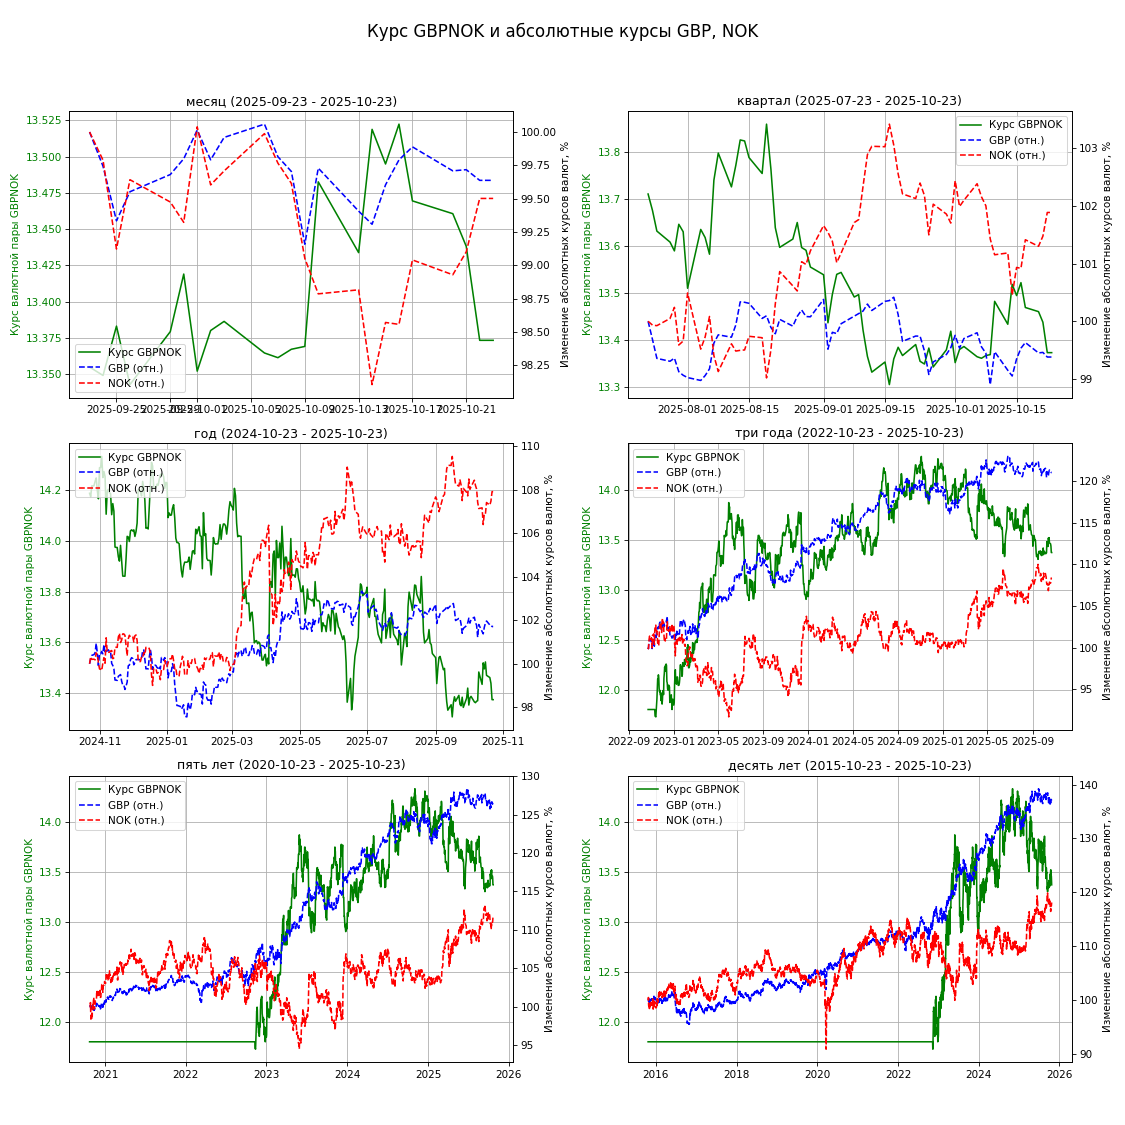 Курс GBPNOK и абсолютные курсы GBP, NOK
месяц (2025-09-23 - 2025-10-23)
Курс валютной пары GBPNOK
13.525
13.500
13.475
13.450
13.425
13.400
13.375
13.350
100.00
99.75
99.50
99.25
99.00
98.75
98.50
98.25
Изменение абсолютных курсов валют, %
Курс GBPNOK
GBP (отн.)
NOK (отн.)
2025-09-25 2025-09-29 2025-10-01 2025-10-05 2025-10-09 2025-10-13 2025-10-17 2025-10-21
квартал (2025-07-23 - 2025-10-23)
Курс валютной пары GBPNOK
13.8
13.7
13.6
13.5
13.4
13.3
103
102
101
100
99
Изменение абсолютных курсов валют, %
Курс GBPNOK
GBP (отн.)
NOK (отн.)
2025-08-01 2025-08-15 2025-09-01 2025-09-15 2025-10-01 2025-10-15
год (2024-10-23 - 2025-10-23)
Курс валютной пары GBPNOK
14.2
14.0
13.8
13.6
13.4
110
108
106
104
102
100
98
Изменение абсолютных курсов валют, %
Курс GBPNOK
GBP (отн.)
NOK (отн.)
2024-11 2025-01 2025-03 2025-05 2025-07 2025-09 2025-11
три года (2022-10-23 - 2025-10-23)
Курс валютной пары GBPNOK
14.0
13.5
13.0
12.5
12.0
120
115
110
105
100
95
Изменение абсолютных курсов валют, %
Курс GBPNOK
GBP (отн.)
NOK (отн.)
2022-09 2023-01 2023-05 2023-09 2024-01 2024-05 2024-09 2025-01 2025-05 2025-09
пять лет (2020-10-23 - 2025-10-23)
Курс валютной пары GBPNOK
14.0
13.5
13.0
12.5
12.0
130
125
120
115
110
105
100
95
Изменение абсолютных курсов валют, %
Курс GBPNOK
GBP (отн.)
NOK (отн.)
2021 2022 2023 2024 2025 2026
десять лет (2015-10-23 - 2025-10-23)
Курс валютной пары GBPNOK
14.0
13.5
13.0
12.5
12.0
140
130
120
110
100
90
Изменение абсолютных курсов валют, %
Курс GBPNOK
GBP (отн.)
NOK (отн.)
2016 2018 2020 2022 2024 2026